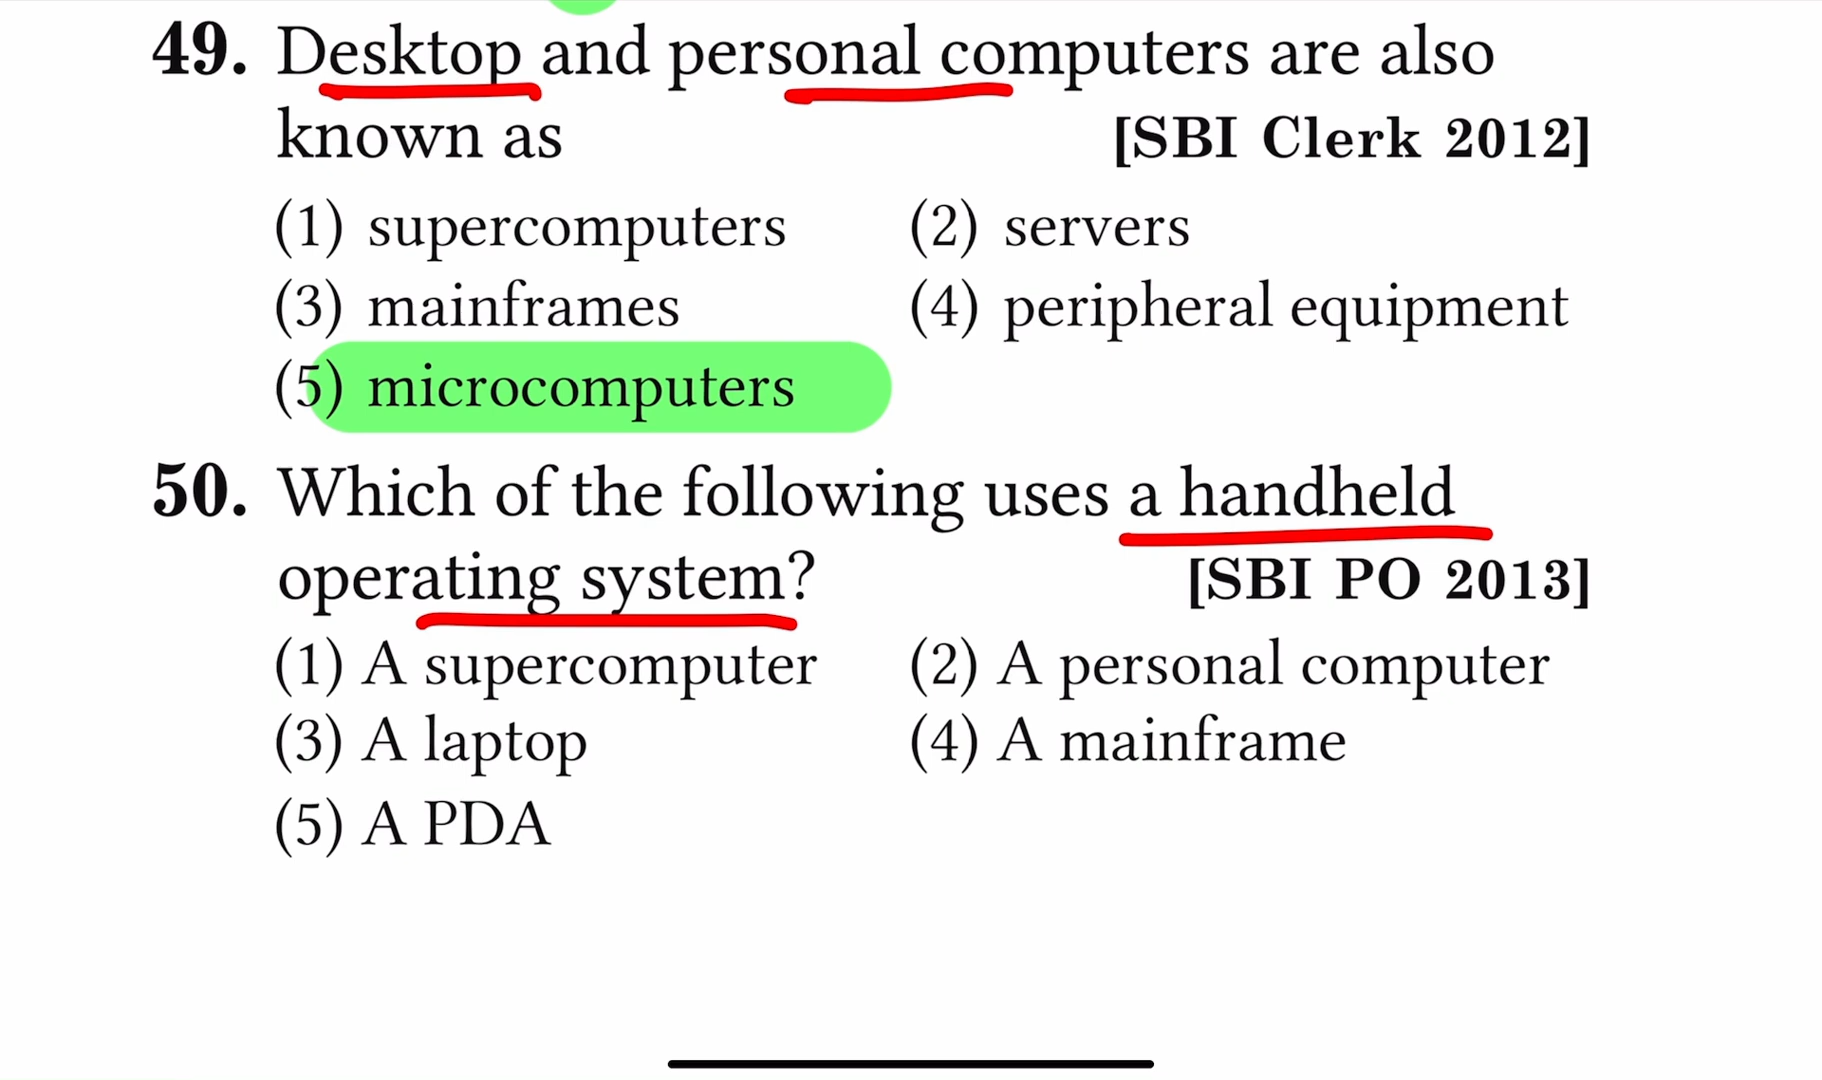 49. Desktop and personal computers are also
known as [SBI Clerk 2012]
(1) supercomputers (2) servers
(3) mainframes (4) peripheral equipment
(5) microcomputers
50. Which of the following uses a handheld
operating system? [SBI PO 2013]
(1) A supercomputer (2) A personal computer
(3) A laptop (4) A mainframe
(5) A PDA